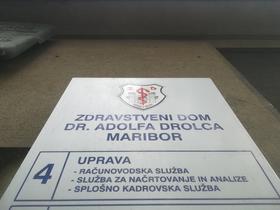 ZDRAVSTVENI DOM
DR. ADOLFA DROLCA
MARIBOR
4 UPRAVA
- RAČUNOVODSKA SLUŽBA
- SLUŽBA ZA NAČRTOVANJE IN ANALIZE
- SPLOŠNO KADROVSKA SLUŽBA